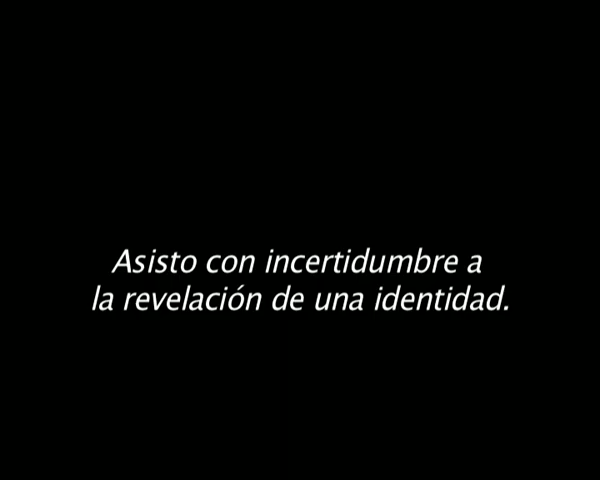 Asisto con incertidumbre a
la revelación de una identidad.